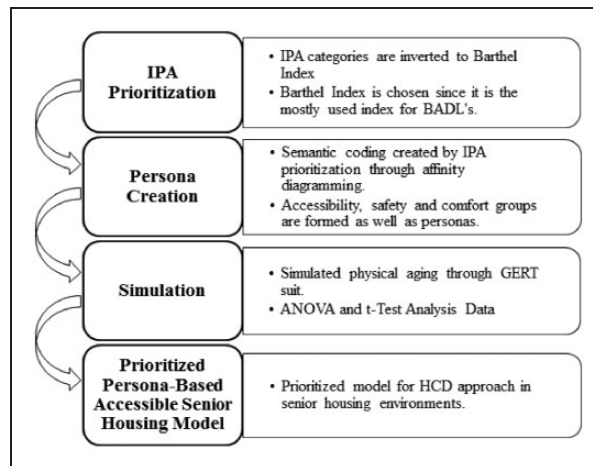 IPA
Prioritization
• IPA categories are inverted to Barthel
Index
• Barthel Index is chosen since it is the
mostly used index for BADL's.
Persona
Creation
• Semantic coding created by IPA
prioritization through affinity
diagramming.
• Accessibility, safety and comfort groups
are formed as well as personas.
Simulation
• Simulated physical aging through GERT
suit.
• ANOVA and t-Test Analysis Data
Prioritized
Persona-Based
Accessible Senior
Housing Model
• Prioritized model for HCD approach in
senior housing environments.